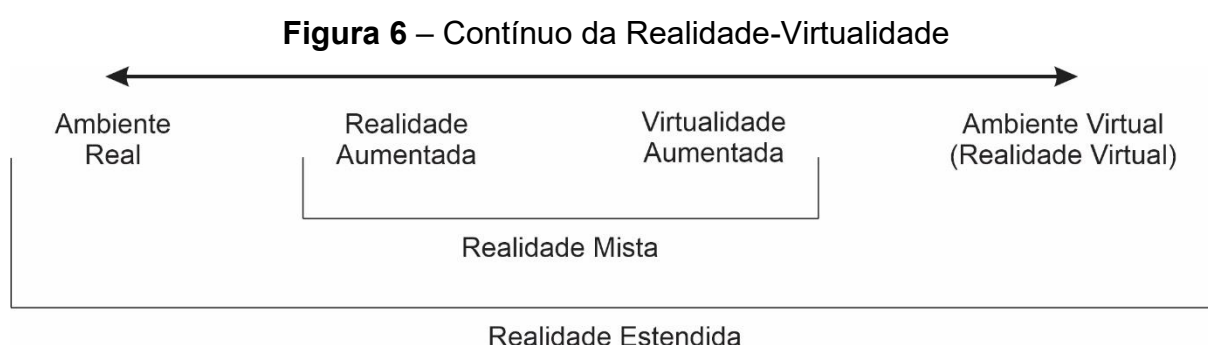 Figura 6 – Contínuo da Realidade-Virtualidade
Ambiente
Real
Realidade
Aumentada
Virtualidade
Aumentada
Ambiente Virtual
(Realidade Virtual)
Realidade Mista
Realidade Estendida